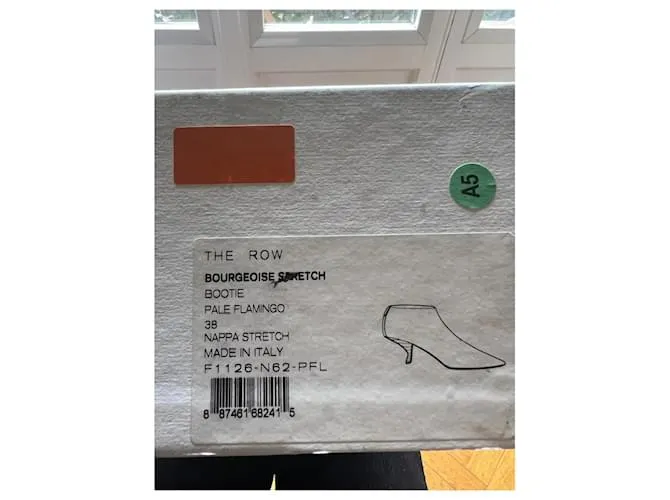 A5
THE ROW
BOURGEOISE STRETCH
BOOTIE
PALE FLAMINGO
38
NAPPA STRETCH
MADE IN ITALY
F1126-N62-PFL
8 87461 68241 5